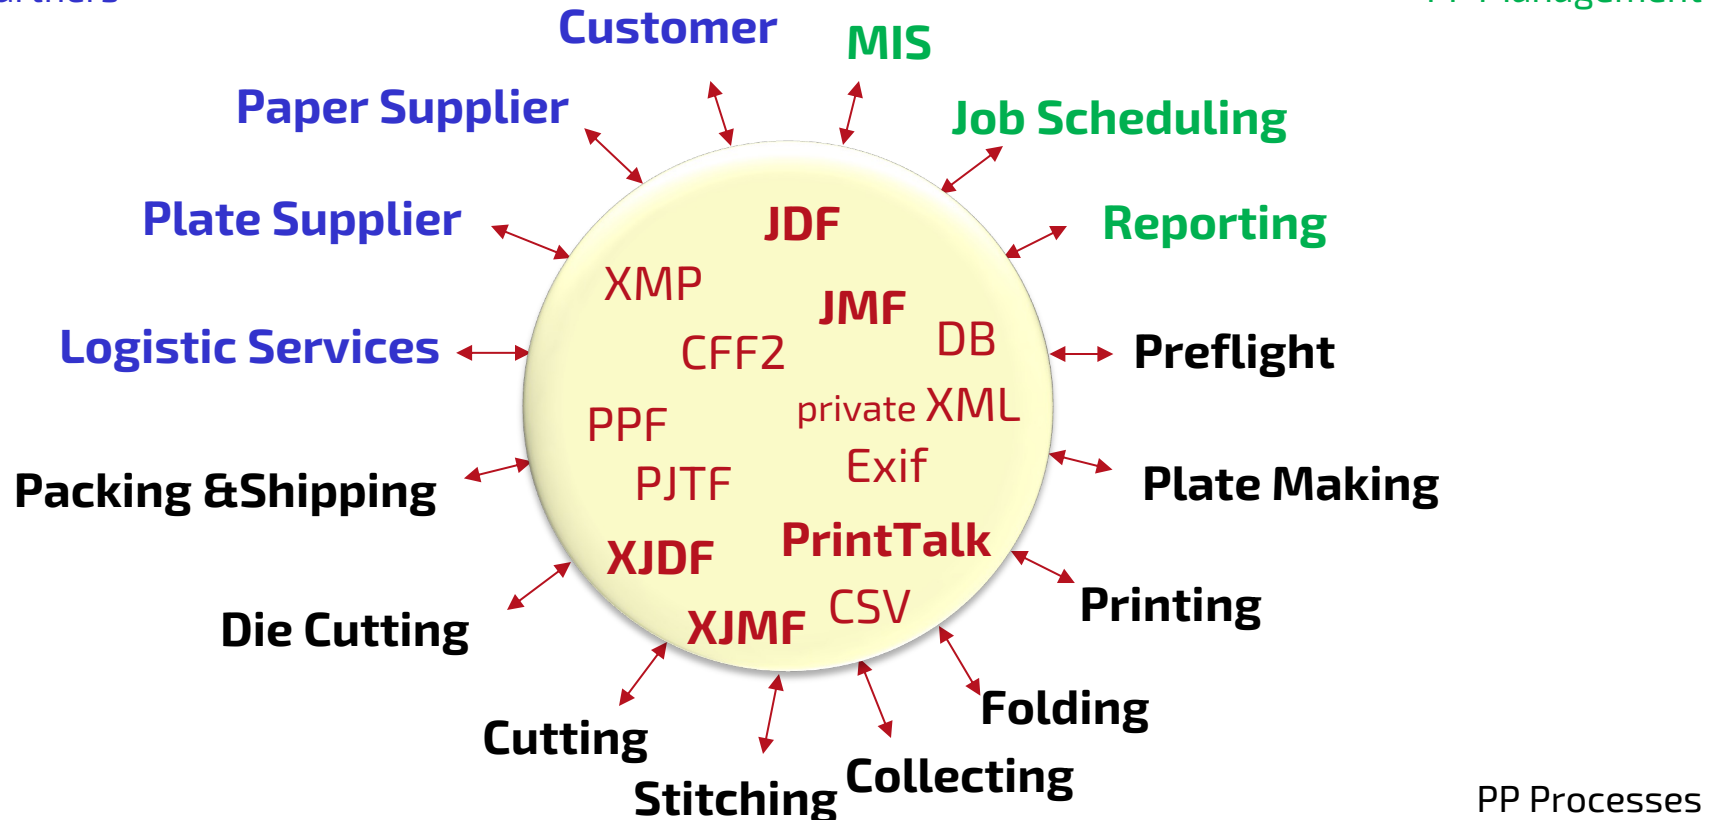 Customer
MIS
Paper Supplier
Job Scheduling
Plate Supplier
Reporting
JDF
XMP
JMF
DB
CFF2
Logistic Services
Preflight
private XML
PPF
Exif
PJTF
Packing &Shipping
Plate Making
PrintTalk
XJDF
CSV
XJMF
Printing
Die Cutting
Folding
Cutting
Collecting
Stitching
PP Processes